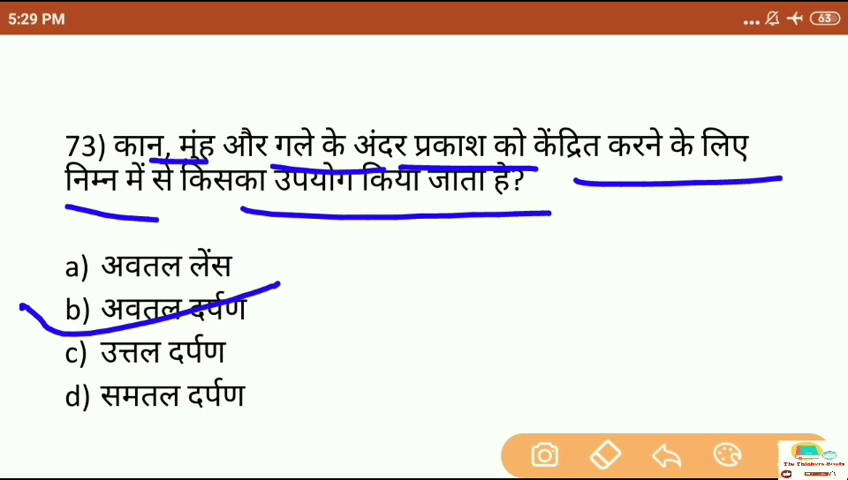 5:29 PM
63
73) कान, मुंह और गले के अंदर प्रकाश को केंद्रित करने के लिए
निम्न में से किसका उपयोग किया जाता है?
a) अवतल लेंस
b) अवतल दर्पण
c) उत्तल दर्पण
d) समतल दर्पण